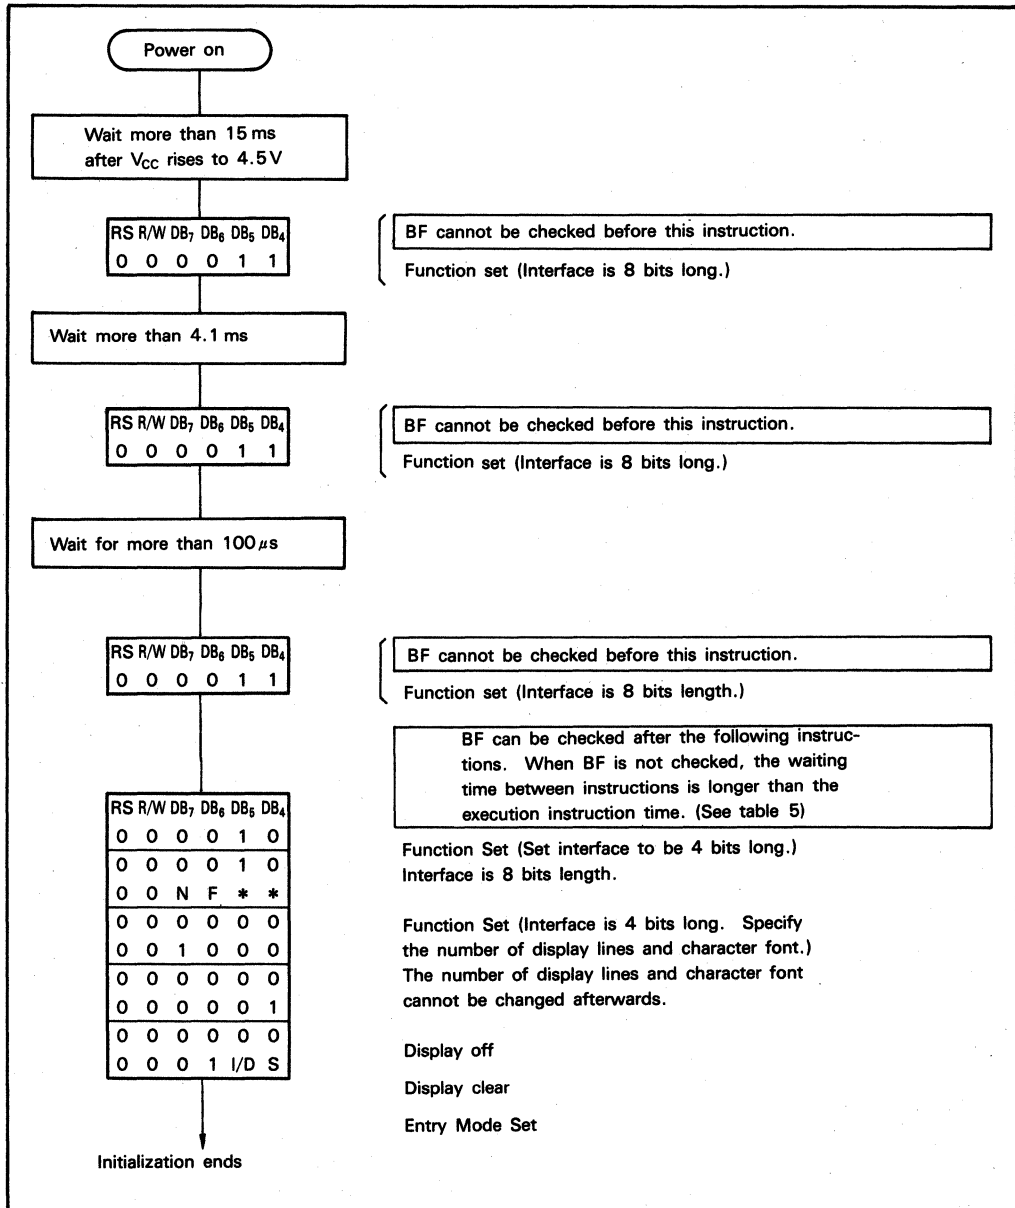 Power on
Wait more than 15 ms
after VCC rises to 4.5 V
RS R/W DB7 DB6 DB5 DB4
0 0 0 0 1 1
BF cannot be checked before this instruction.
Function set (Interface is 8 bits long.)
Wait more than 4.1 ms
RS R/W DB7 DB6 DB5 DB4
0 0 0 0 1 1
BF cannot be checked before this instruction.
Function set (Interface is 8 bits long.)
Wait for more than 100 μs
RS R/W DB7 DB6 DB5 DB4
0 0 0 0 1 1
BF cannot be checked before this instruction.
Function set (Interface is 8 bits length.)
BF can be checked after the following instruc-
tions. When BF is not checked, the waiting
time between instructions is longer than the
execution instruction time. (See table 5)
RS R/W DB7 DB6 DB5 DB4
0 0 0 0 1 0
0 0 0 0 1 0
0 0 N F * *
0 0 0 0 0 0
0 0 1 0 0 0
0 0 0 0 0 0
0 0 0 0 0 1
0 0 0 0 0 0
0 0 0 1 I/D S
Function Set (Set interface to be 4 bits long.)
Interface is 8 bits length.
Function Set (Interface is 4 bits long. Specify
the number of display lines and character font.)
The number of display lines and character font
cannot be changed afterwards.
Display off
Display clear
Entry Mode Set
Initialization ends